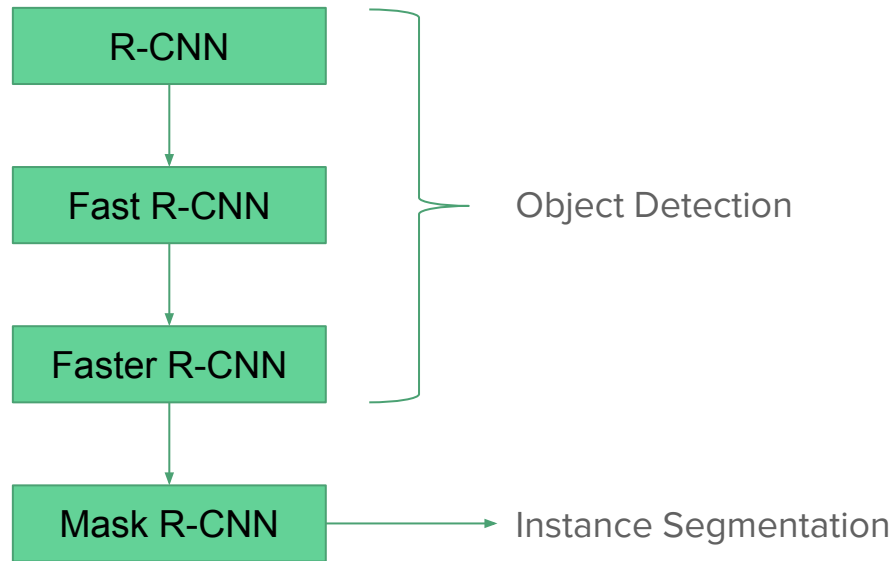 R-CNN
Fast R-CNN
Object Detection
Faster R-CNN
Mask R-CNN
Instance Segmentation